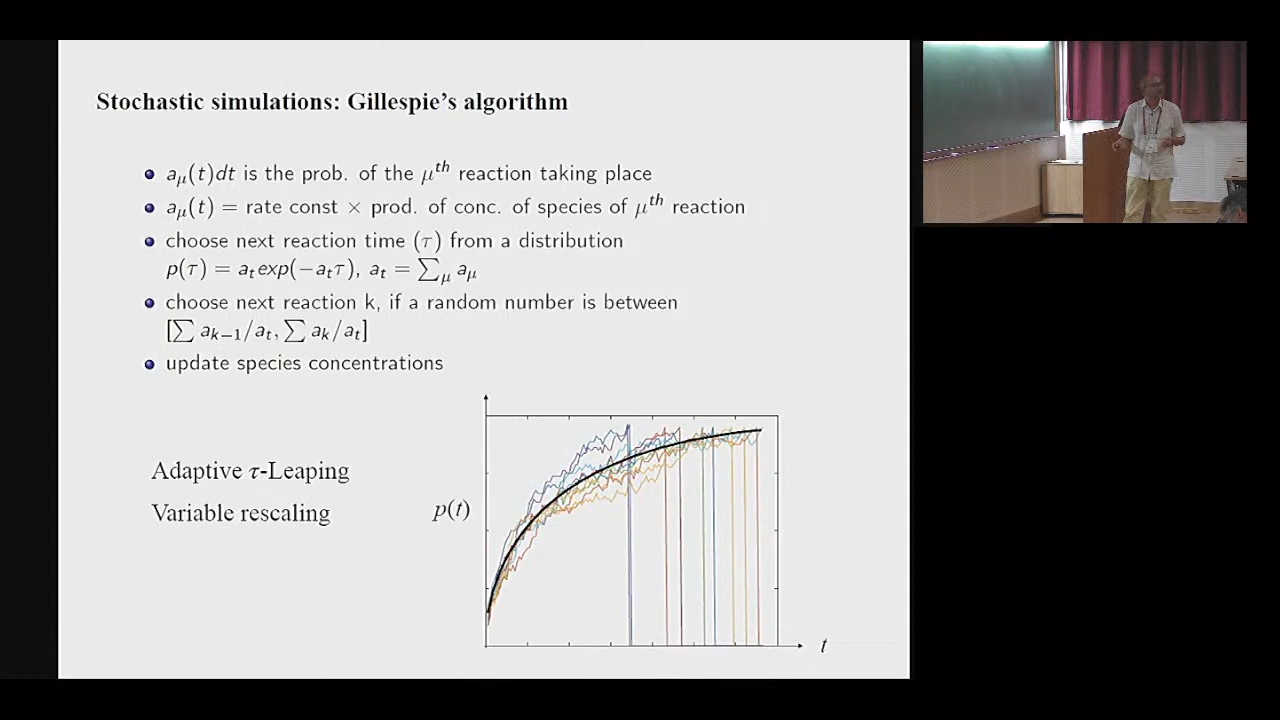 Stochastic simulations: Gillespie's algorithm
a_μ(t)dt is the prob. of the μ^th reaction taking place
a_μ(t) = rate const × prod. of conc. of species of μ^th reaction
choose next reaction time (τ) from a distribution
p(τ) = a_t exp(−a_t τ), a_t = ∑_μ a_μ
choose next reaction k, if a random number is between
[∑ a_{k−1}/a_t, ∑ a_k/a_t]
update species concentrations
Adaptive τ-Leaping
Variable rescaling
p(t)
t